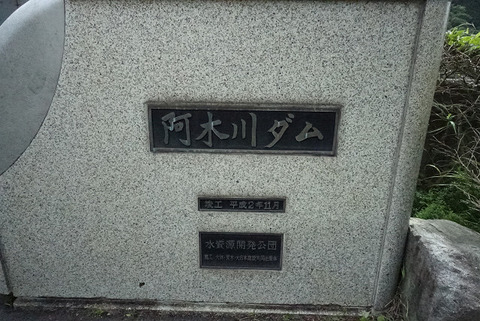 阿木川ダム
竣工 平成2年11月
水資源開発公団